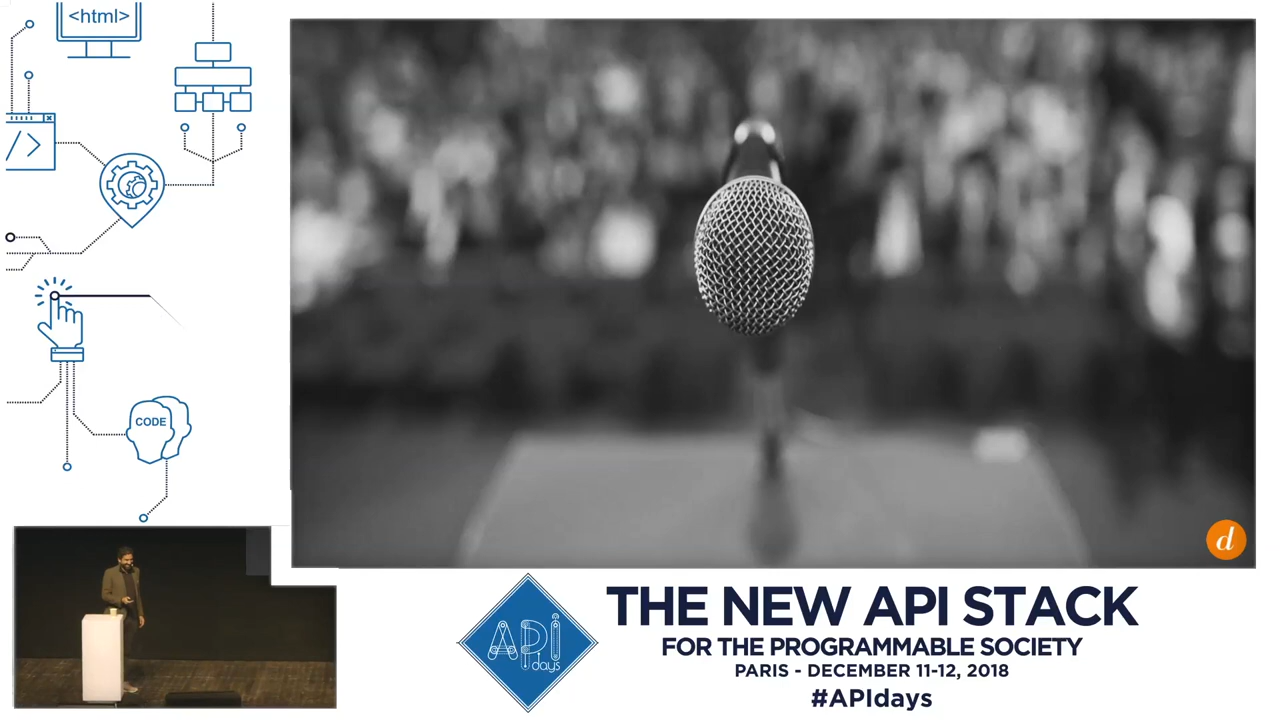 <html>
</>
CODE
d
API
days
THE NEW API STACK
FOR THE PROGRAMMABLE SOCIETY
PARIS - DECEMBER 11-12, 2018
#APIdays